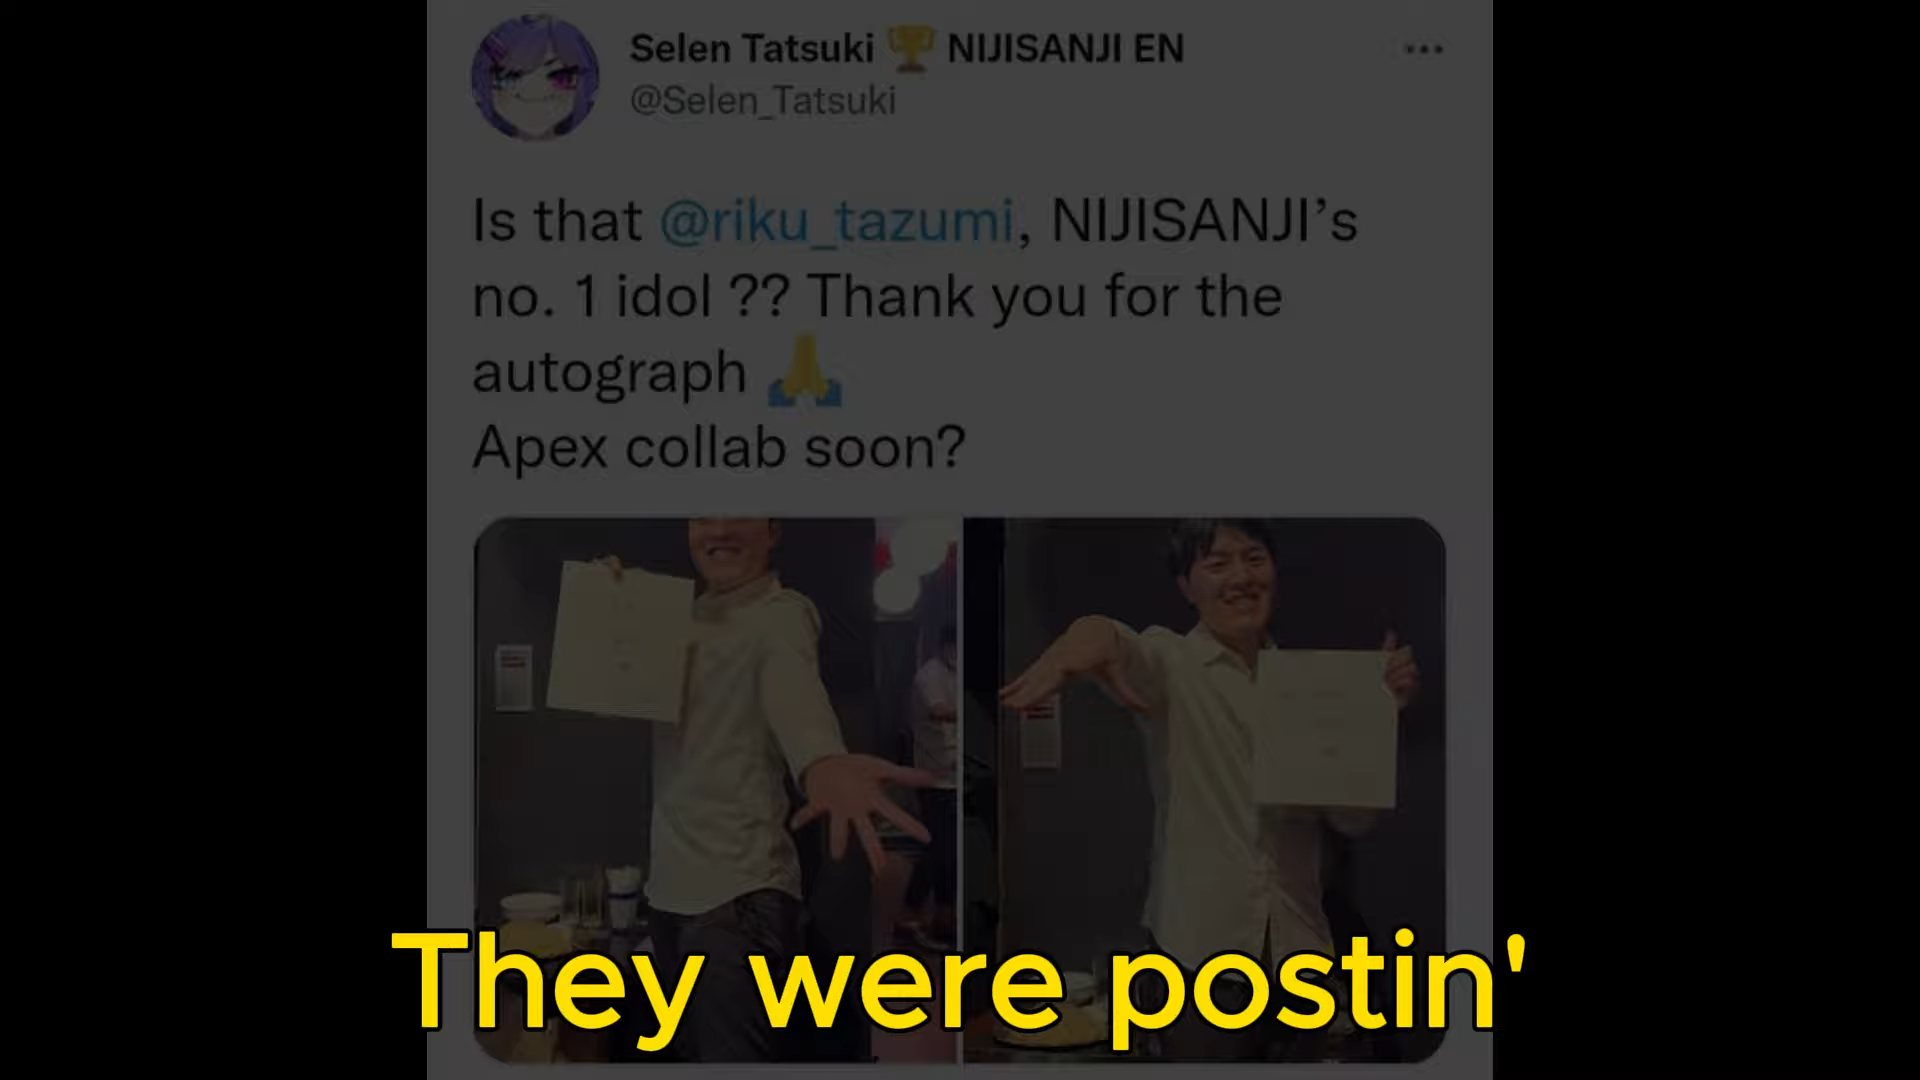 Selen Tatsuki 🏆 NIJISANJI EN
@Selen_Tatsuki
Is that @riku_tazumi, NIJISANJI's
no. 1 idol ?? Thank you for the
autograph 🙏
Apex collab soon?
They were postin'